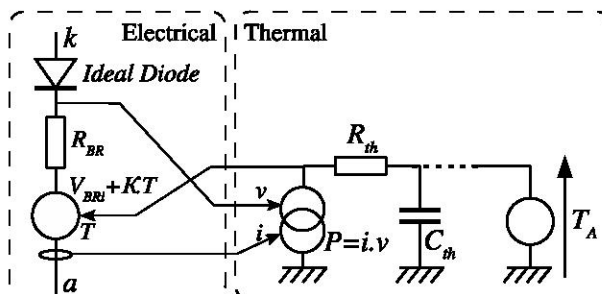 Electrical
Thermal
k
Ideal Diode
R_BR
V_BRi+KT
T
a
v
i
P=i.v
R_th
C_th
T_A